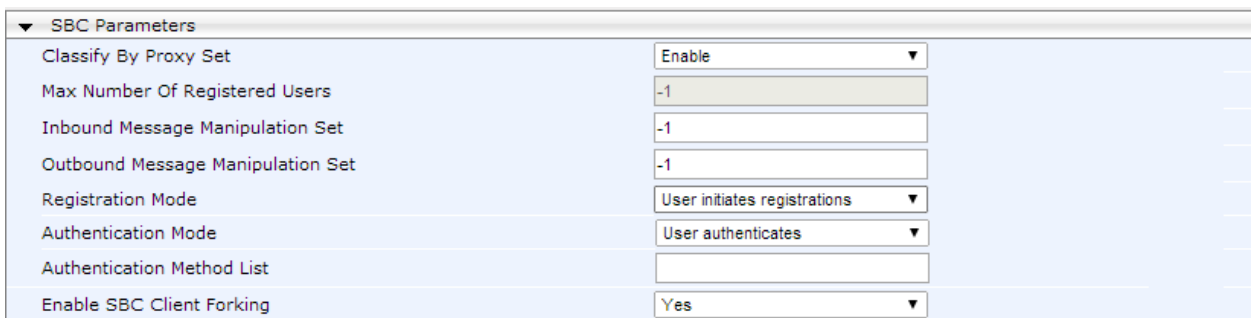 SBC Parameters
Classify By Proxy Set Enable
Max Number Of Registered Users -1
Inbound Message Manipulation Set -1
Outbound Message Manipulation Set -1
Registration Mode User initiates registrations
Authentication Mode User authenticates
Authentication Method List
Enable SBC Client Forking Yes